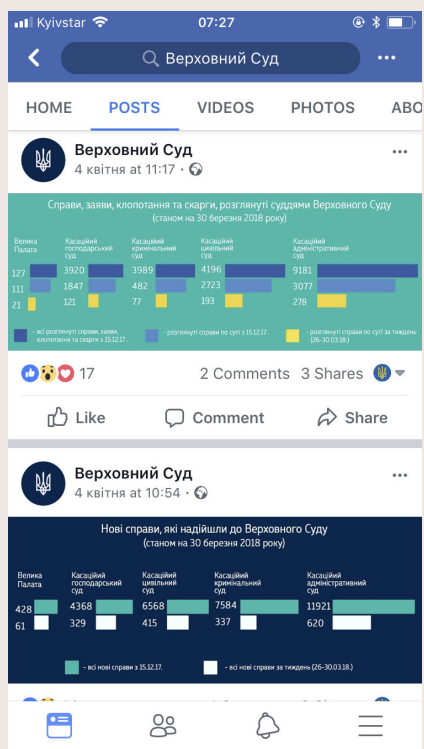 Kyivstar 07:27
Верховний Суд
HOME POSTS VIDEOS PHOTOS ABO
Верховний Суд
4 квітня at 11:17
Справи, заяви, клопотання та скарги, розглянуті суддями Верховного Суду
(станом на 30 березня 2018 року)
Велика Палата
127
111
21
Касаційний господарський суд
3920
1847
121
Касаційний кримінальний суд
3989
482
77
Касаційний цивільний суд
4196
2723
193
Касаційний адміністративний суд
9181
3077
278
- всі розглянуті справи, заяви,
клопотання та скарги з 15.12.17.
- розглянуті справи по суті з 15.12.17.
- розглянуті справи по суті за тиждень
(26-30.03.18.)
17 2 Comments 3 Shares
Like Comment Share
Верховний Суд
4 квітня at 10:54
Нові справи, які надійшли до Верховного Суду
(станом на 30 березня 2018 року)
Велика Палата
428
61
Касаційний господарський суд
4368
329
Касаційний цивільний суд
6568
415
Касаційний кримінальний суд
7584
337
Касаційний адміністративний суд
11921
620
- всі нові справи з 15.12.17.
- всі нові справи за тиждень (26-30.03.18.)